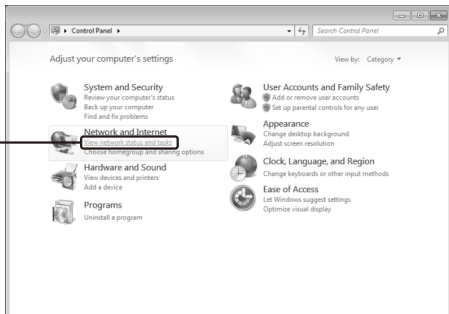 Control Panel
Search Control Panel
Adjust your computer's settings
View by: Category
System and Security
Review your computer's status
Back up your computer
Find and fix problems
Network and Internet
View network status and tasks
Choose homegroup and sharing options
Hardware and Sound
View devices and printers
Add a device
Programs
Uninstall a program
User Accounts and Family Safety
Add or remove user accounts
Set up parental controls for any user
Appearance
Change desktop background
Adjust screen resolution
Clock, Language, and Region
Change keyboards or other input methods
Ease of Access
Let Windows suggest settings
Optimize visual display